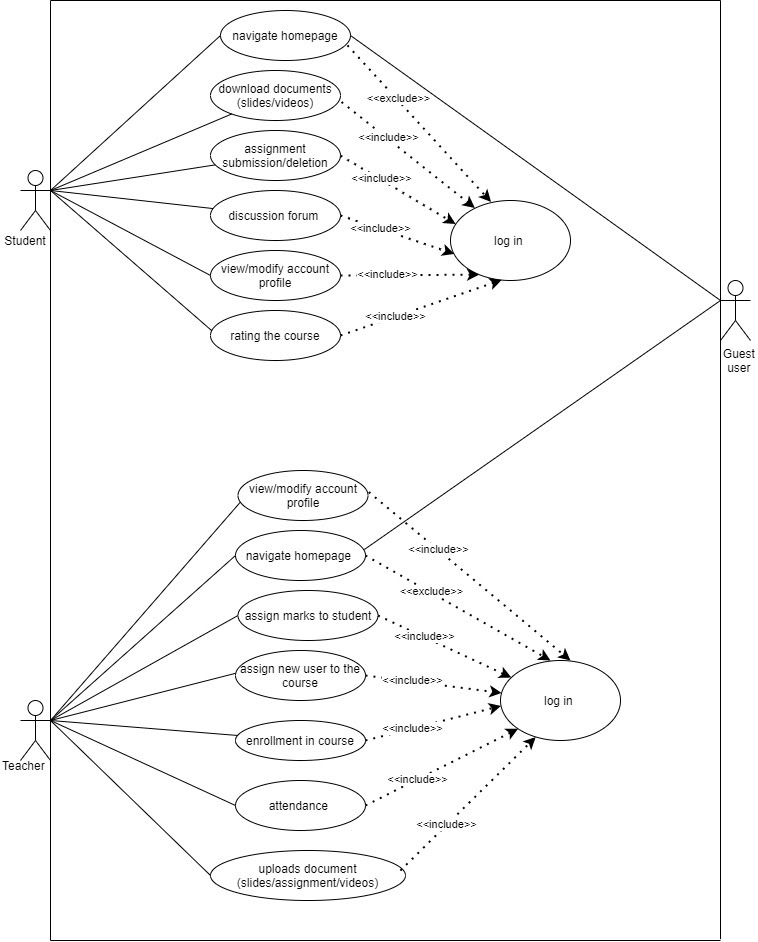 navigate homepage
download documents
(slides/videos)
<<exclude>>
<<include>>
assignment
submission/deletion
<<include>>
Student
discussion forum
<<include>>
log in
view/modify account
profile
<<include>>
rating the course
<<include>>
Guest
user
view/modify account
profile
navigate homepage
<<include>>
<<exclude>>
assign marks to student
<<include>>
assign new user to the
course
<<include>>
log in
enrollment in course
<<include>>
Teacher
attendance
<<include>>
<<include>>
uploads document
(slides/assignment/videos)